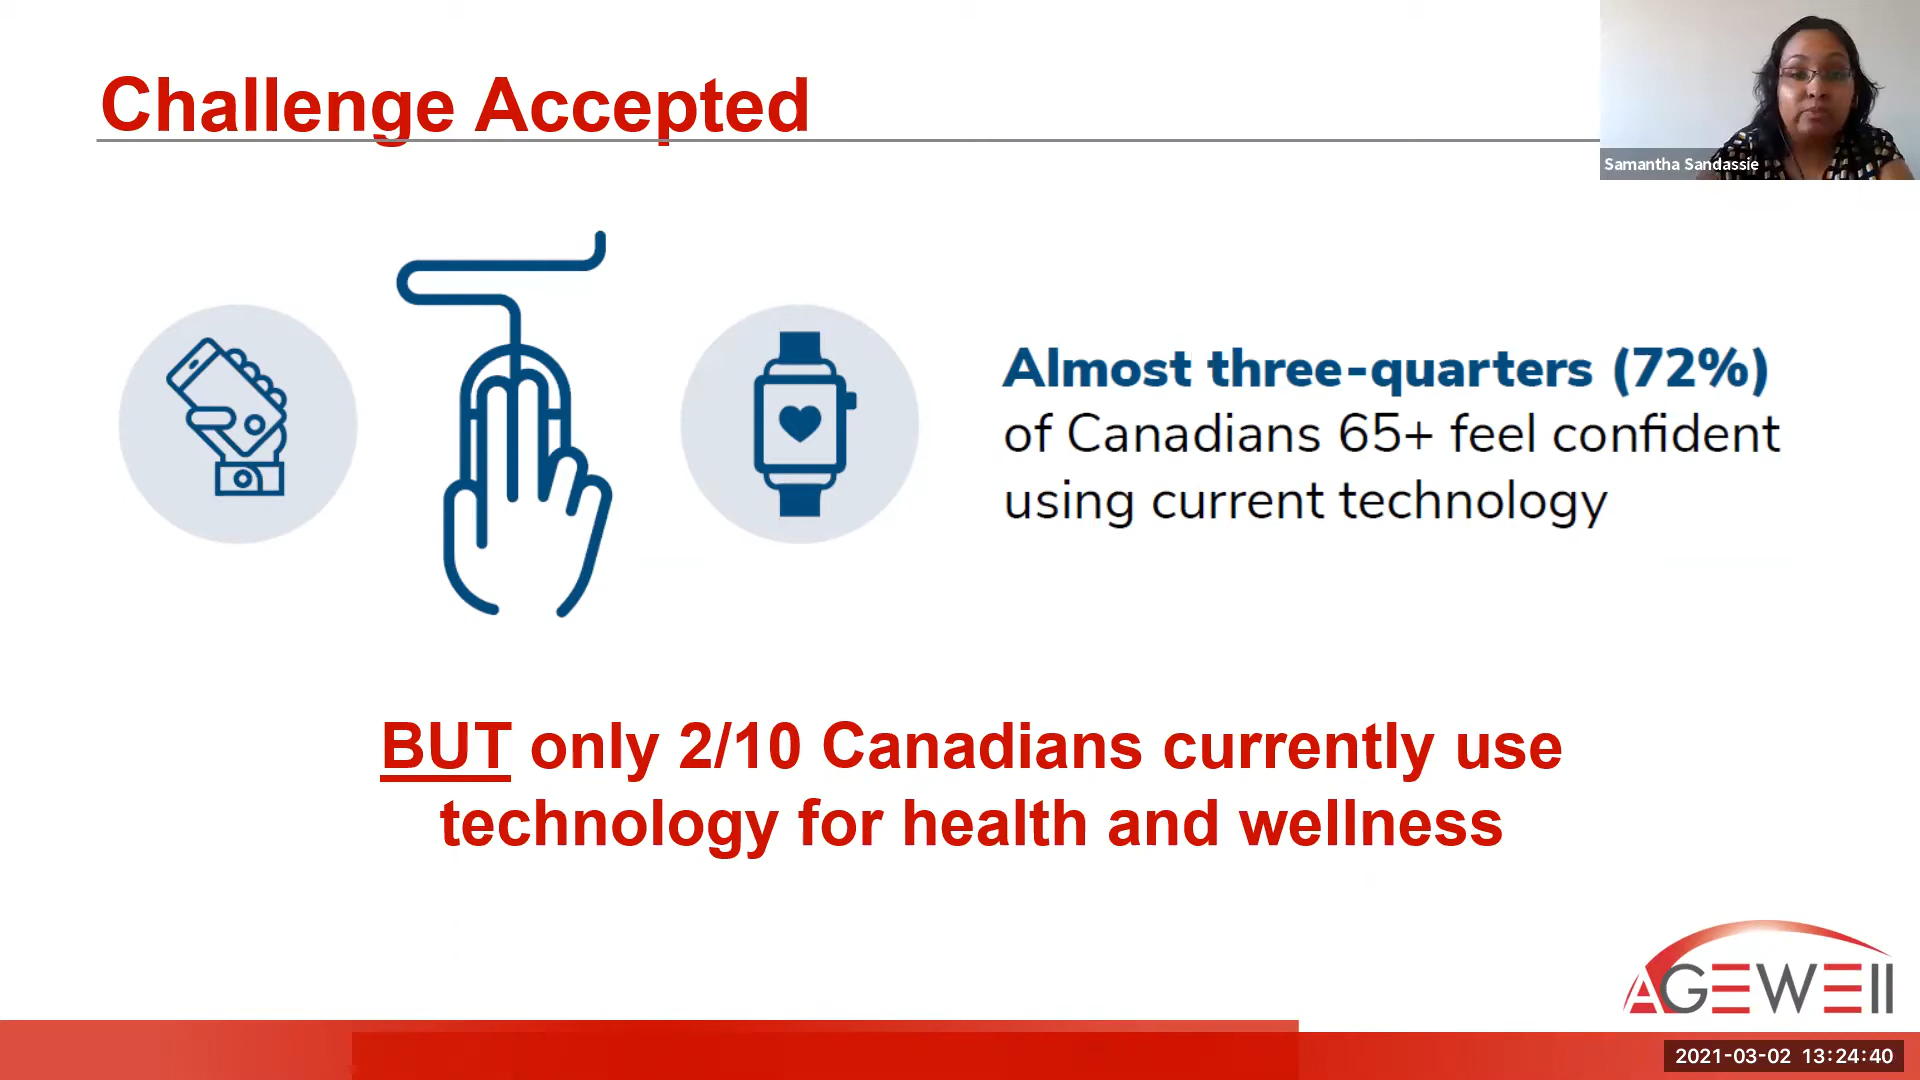 Challenge Accepted
Samantha Sandassie
Almost three-quarters (72%)
of Canadians 65+ feel confident
using current technology
BUT only 2/10 Canadians currently use
technology for health and wellness
AGEWEll
2021-03-02 13:24:40